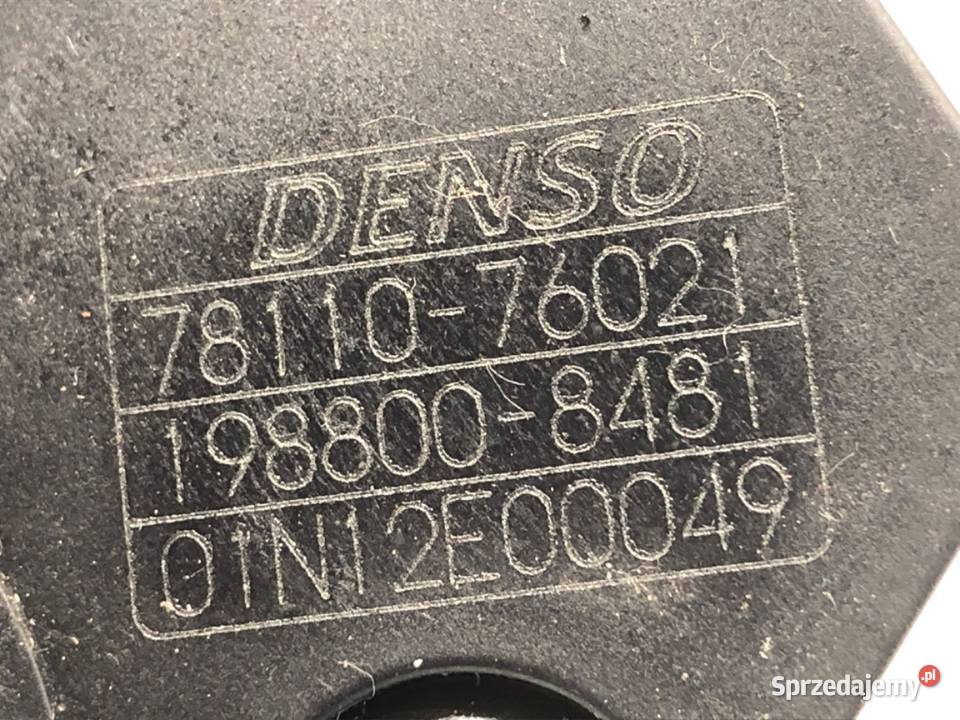 DENSO
78110-76021
198800-8481
01N12E00049
Sprzedajemy.pl